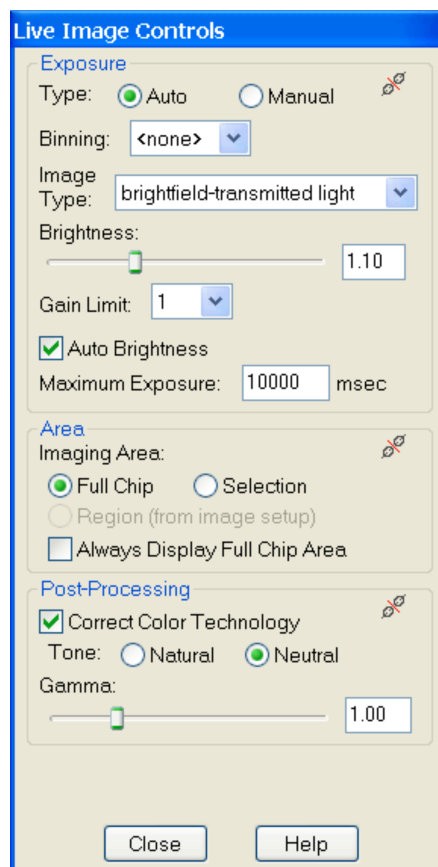 Live Image Controls
Exposure
Type: Auto Manual
Binning: <none>
Image
Type: brightfield-transmitted light
Brightness:
1.10
Gain Limit: 1
Auto Brightness
Maximum Exposure: 10000 msec
Area
Imaging Area:
Full Chip Selection
Region (from image setup)
Always Display Full Chip Area
Post-Processing
Correct Color Technology
Tone: Natural Neutral
Gamma:
1.00
Close Help